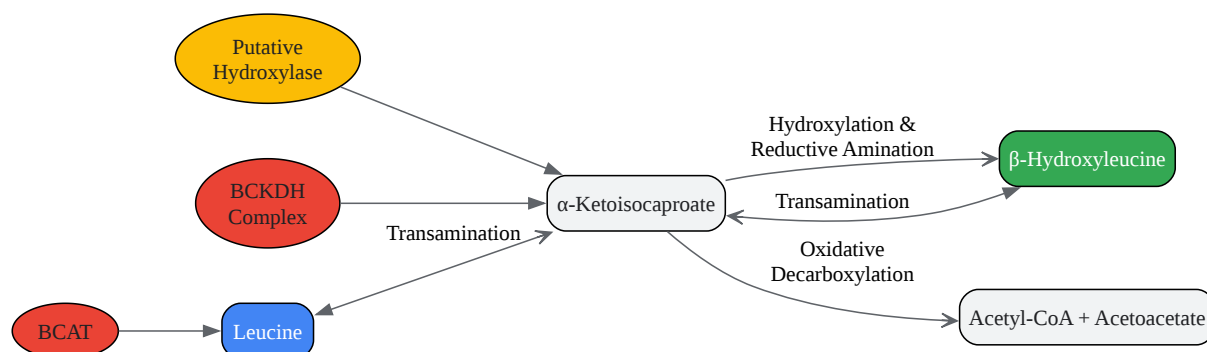 Putative
Hydroxylase
Hydroxylation &
Reductive Amination
β-Hydroxyleucine
BCKDH
Complex
α-Ketoisocaproate
Transamination
Transamination
Oxidative
Decarboxylation
BCAT
Leucine
Acetyl-CoA + Acetoacetate